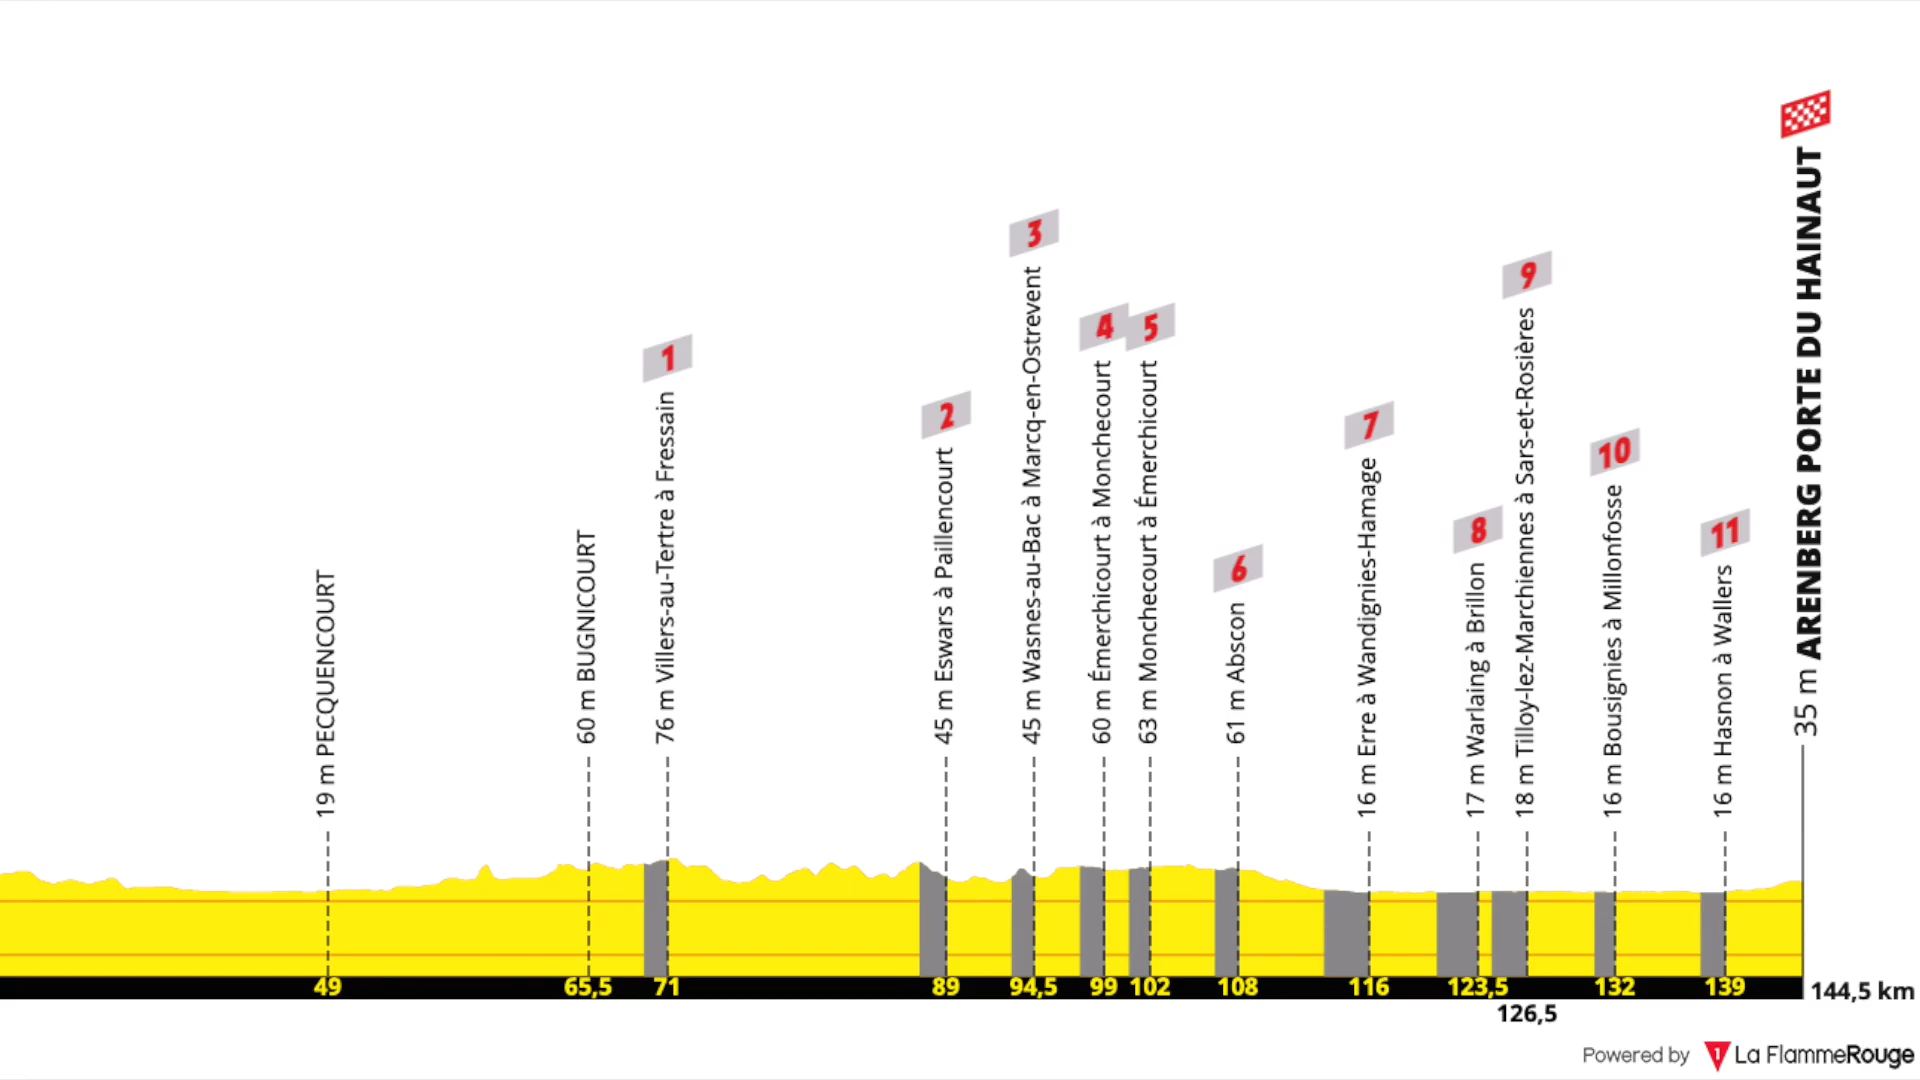 19 m PECQUENCOURT
60 m BUGNICOURT
1
76 m Villers-au-Tertre à Fressain
2
45 m Eswars à Paillencourt
3
45 m Wasnes-au-Bac à Marcq-en-Ostrevent
4
60 m Émerchicourt à Monchecourt
5
63 m Monchecourt à Émerchicourt
6
61 m Abscon
7
16 m Erre à Wandignies-Hamage
8
17 m Warlaing à Brillon
9
18 m Tilloy-lez-Marchiennes à Sars-et-Rosières
10
16 m Bousignies à Millonfosse
11
16 m Hasnon à Wallers
35 m ARENBERG PORTE DU HAINAUT
49 65,5 71 89 94,5 99 102 108 116 123,5 132 139 144,5 km
126,5
Powered by 1 La FlammeRouge